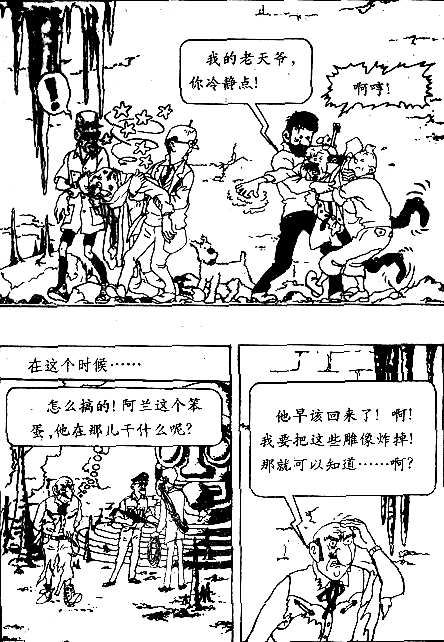 !
我的老天爷，
你冷静点！
啊哼！
在这个时候……
怎么搞的！阿兰这个笨
蛋，他在那儿干什么呢？
他早该回来了！啊！
我要把这些雕像炸掉！
那就可以知道……啊？